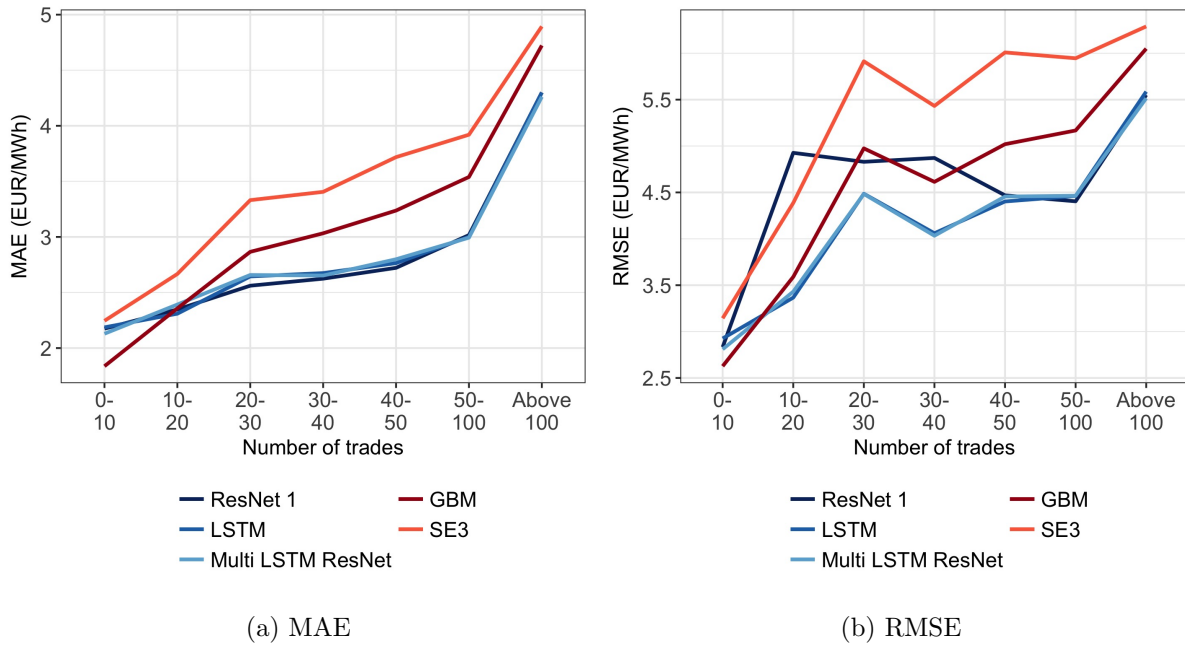 5
4
3
2
MAE (EUR/MWh)
0-
10
10-
20
20-
30
30-
40
40-
50
50-
100
Above
100
Number of trades
ResNet 1
LSTM
Multi LSTM ResNet
GBM
SE3
(a) MAE
5.5
4.5
3.5
2.5
RMSE (EUR/MWh)
0-
10
10-
20
20-
30
30-
40
40-
50
50-
100
Above
100
Number of trades
ResNet 1
LSTM
Multi LSTM ResNet
GBM
SE3
(b) RMSE